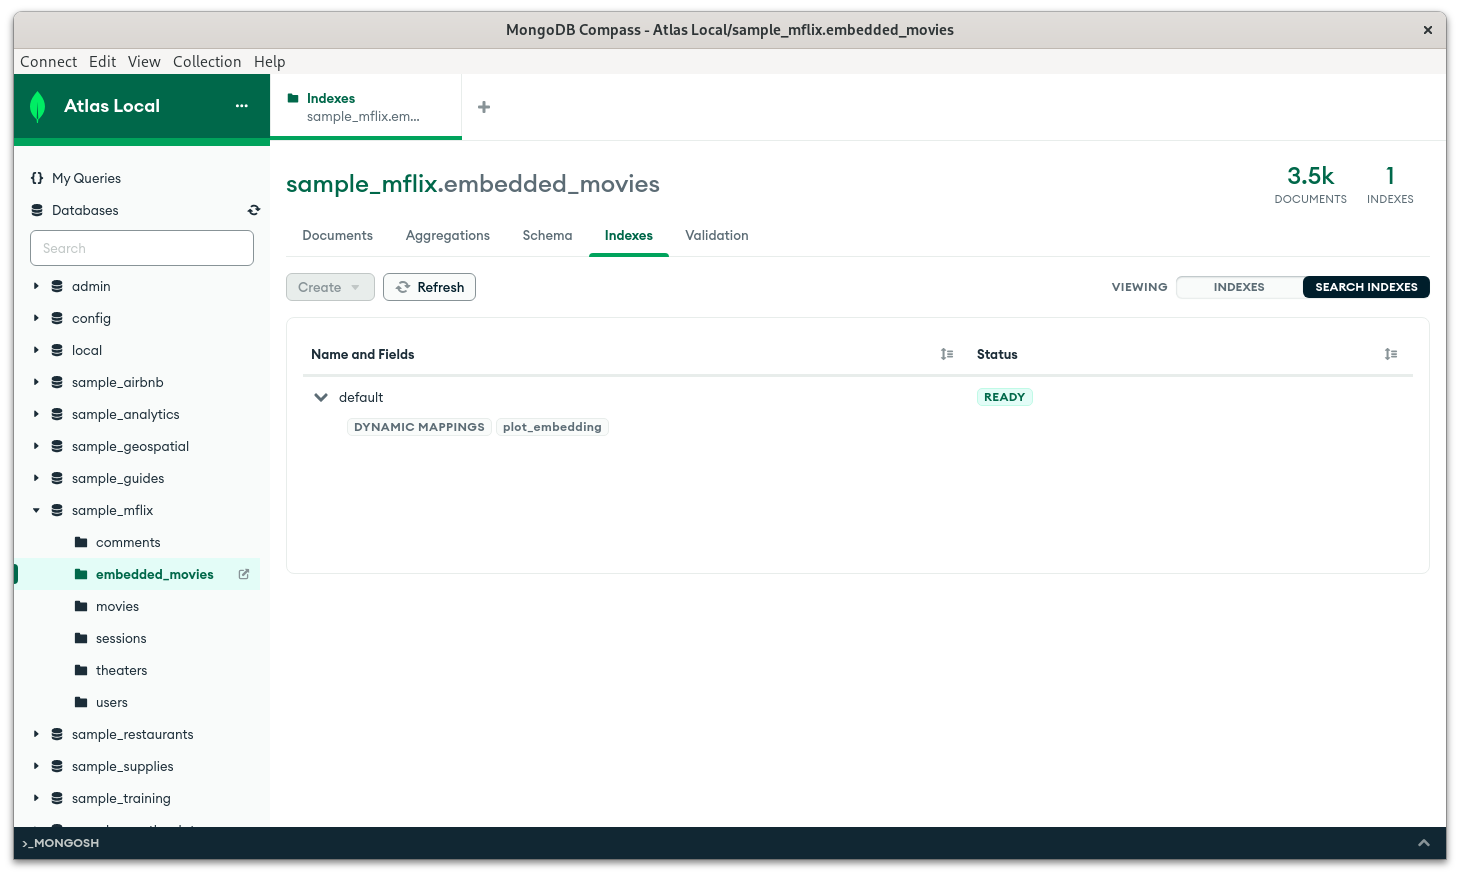 MongoDB Compass - Atlas Local/sample_mflix.embedded_movies
Connect Edit View Collection Help
Atlas Local
Indexes
sample_mflix.em...
My Queries
Databases
Search
admin
config
local
sample_airbnb
sample_analytics
sample_geospatial
sample_guides
sample_mflix
comments
embedded_movies
movies
sessions
theaters
users
sample_restaurants
sample_supplies
sample_training
sample_mflix.embedded_movies
3.5k
DOCUMENTS
1
INDEXES
Documents Aggregations Schema Indexes Validation
Create Refresh
VIEWING INDEXES SEARCH INDEXES
Name and Fields Status
default READY
DYNAMIC MAPPINGS plot_embedding
>_MONGOSH